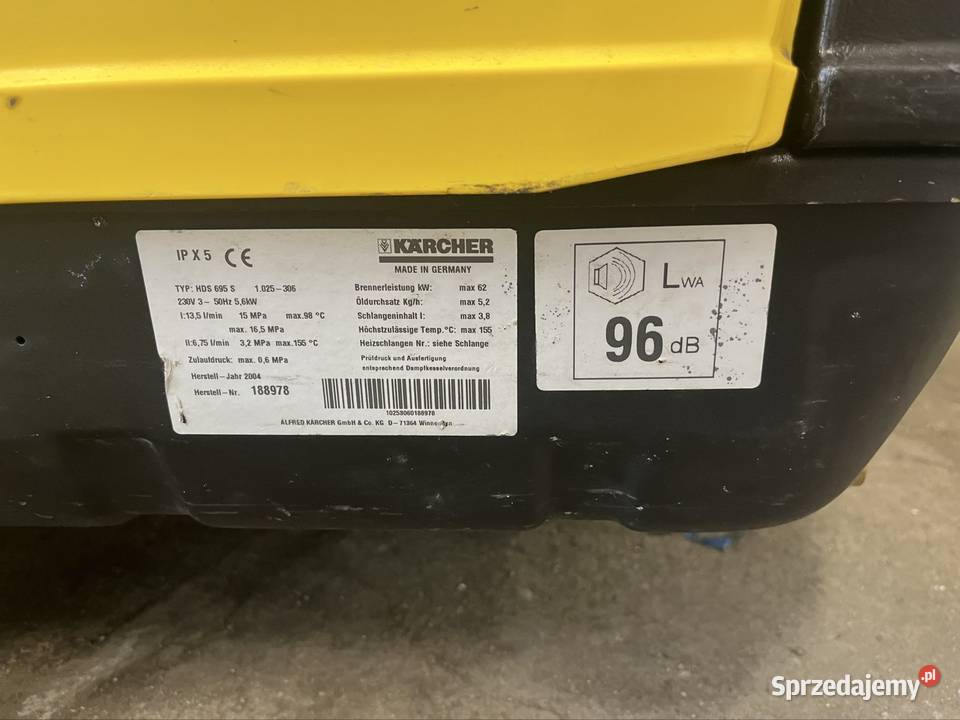 IP X 5 CE
KÄRCHER
MADE IN GERMANY
TYP: HDS 695 S 1.025-306
230V 3~ 50Hz 5,6kW
I:13,5 l/min 15 MPa max.98 °C
max. 16,5 MPa
II:6,75 l/min 3,2 MPa max.155 °C
Zulaufdruck: max. 0,6 MPa
Herstell-Jahr 2004
Herstell-Nr. 188978
Brennerleistung kW: max 62
Öldurchsatz Kg/h: max 5,2
Schlangeninhalt l: max 3,8
Höchstzulässige Temp.°C: max 155
Heizschlangen Nr.: siehe Schlange
Prüfdruck und Ausfertigung
entsprechend Dampfkesselverordnung
10253060188978
ALFRED KÄRCHER GmbH & Co. KG D-71364 Winnenden
LWA
96 dB
Sprzedajemy.pl